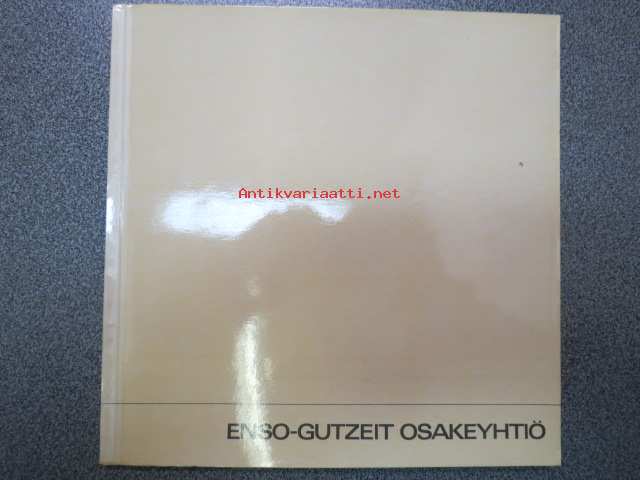 Antikvariaatti.net
ENSO-GUTZEIT OSAKEYHTIÖ